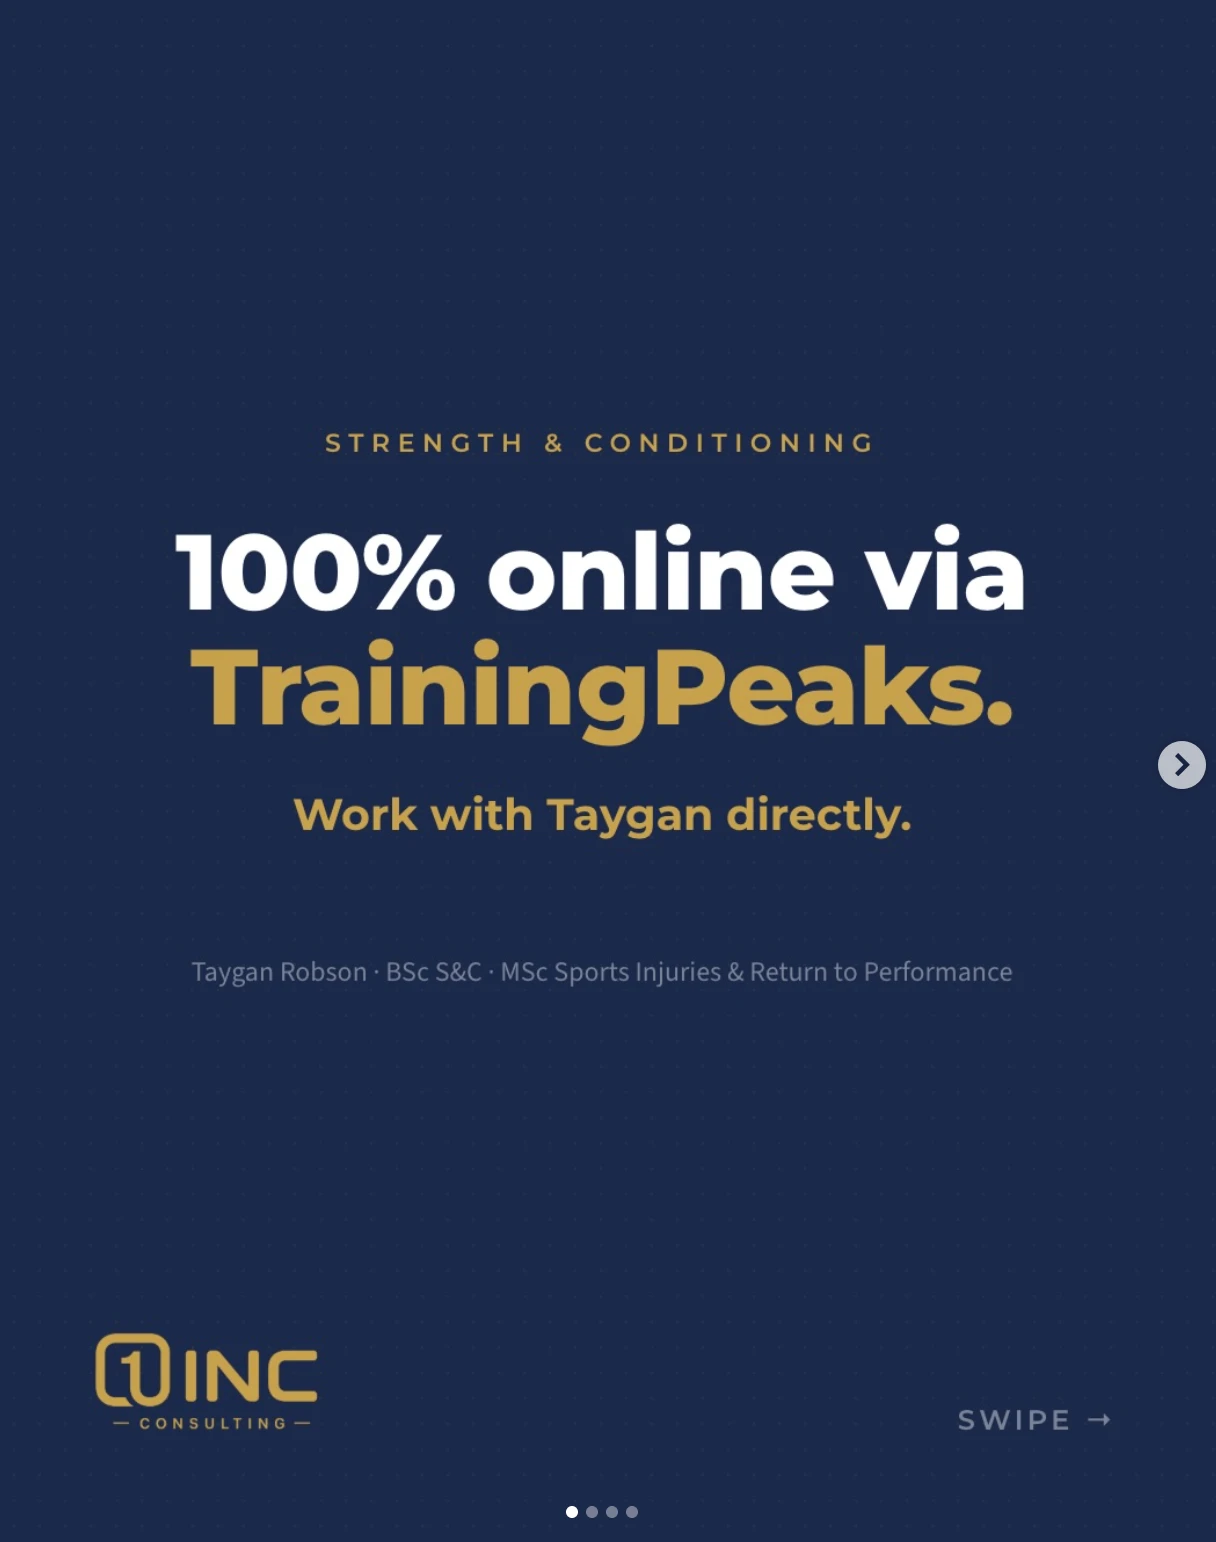 STRENGTH & CONDITIONING
100% online via
TrainingPeaks.
Work with Taygan directly.
Taygan Robson · BSc S&C · MSc Sports Injuries & Return to Performance
1 INC
— CONSULTING —
SWIPE →